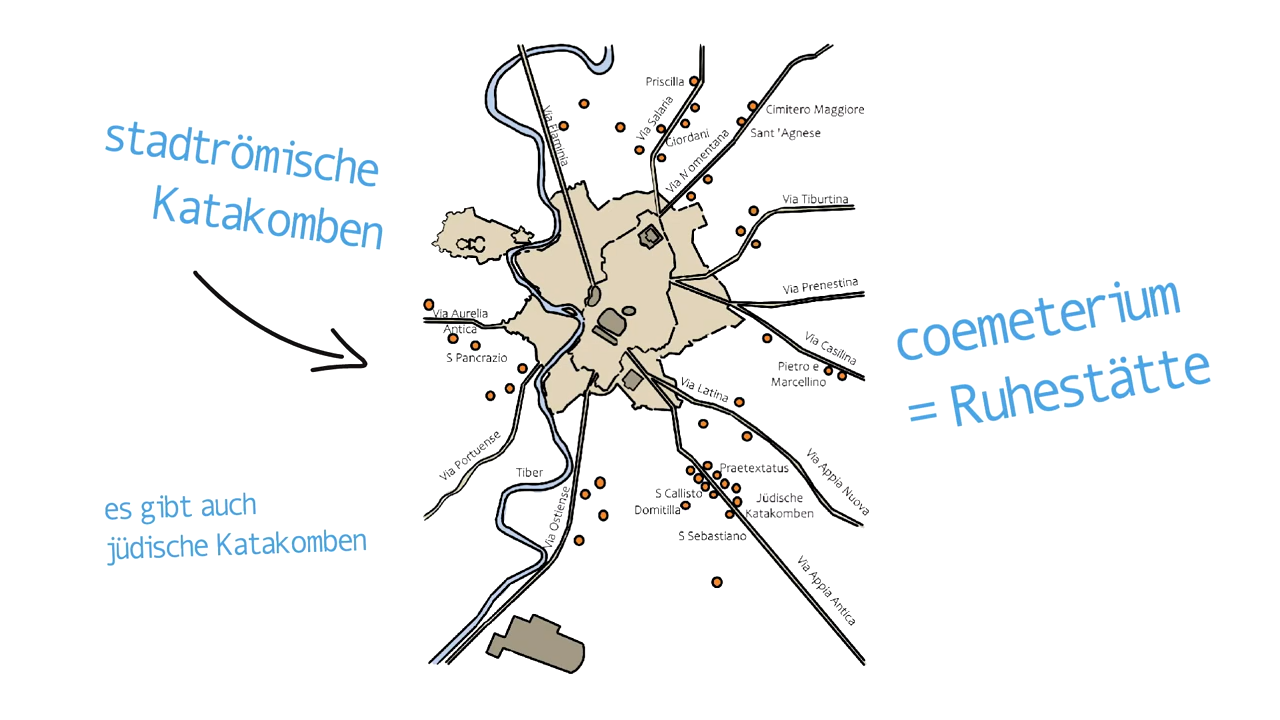 stadtrömische
Katakomben
es gibt auch
jüdische Katakomben
coemeterium
= Ruhestätte
Priscilla
Via Salaria
Giordani
Via Flaminia
Cimitero Maggiore
Sant 'Agnese
Via Nomentana
Via Tiburtina
Via Prenestina
Via Casilina
Pietro e
Marcellino
Via Aurelia
Antica
S Pancrazio
Via Latina
Via Portuense
Tiber
Via Ostiense
Via Appia Nuova
Praetextatus
S Callisto
Domitilla
Jüdische
Katakomben
S Sebastiano
Via Appia Antica